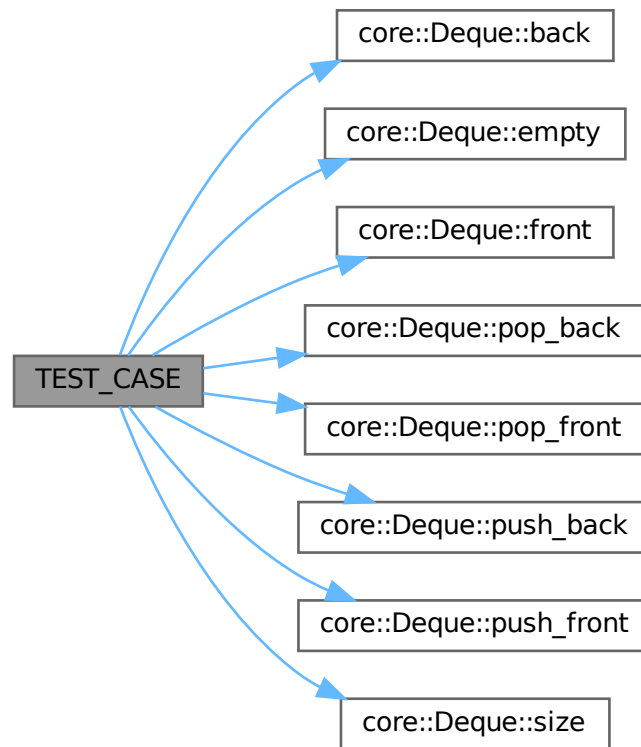 core::Deque::back
core::Deque::empty
core::Deque::front
core::Deque::pop_back
TEST_CASE
core::Deque::pop_front
core::Deque::push_back
core::Deque::push_front
core::Deque::size